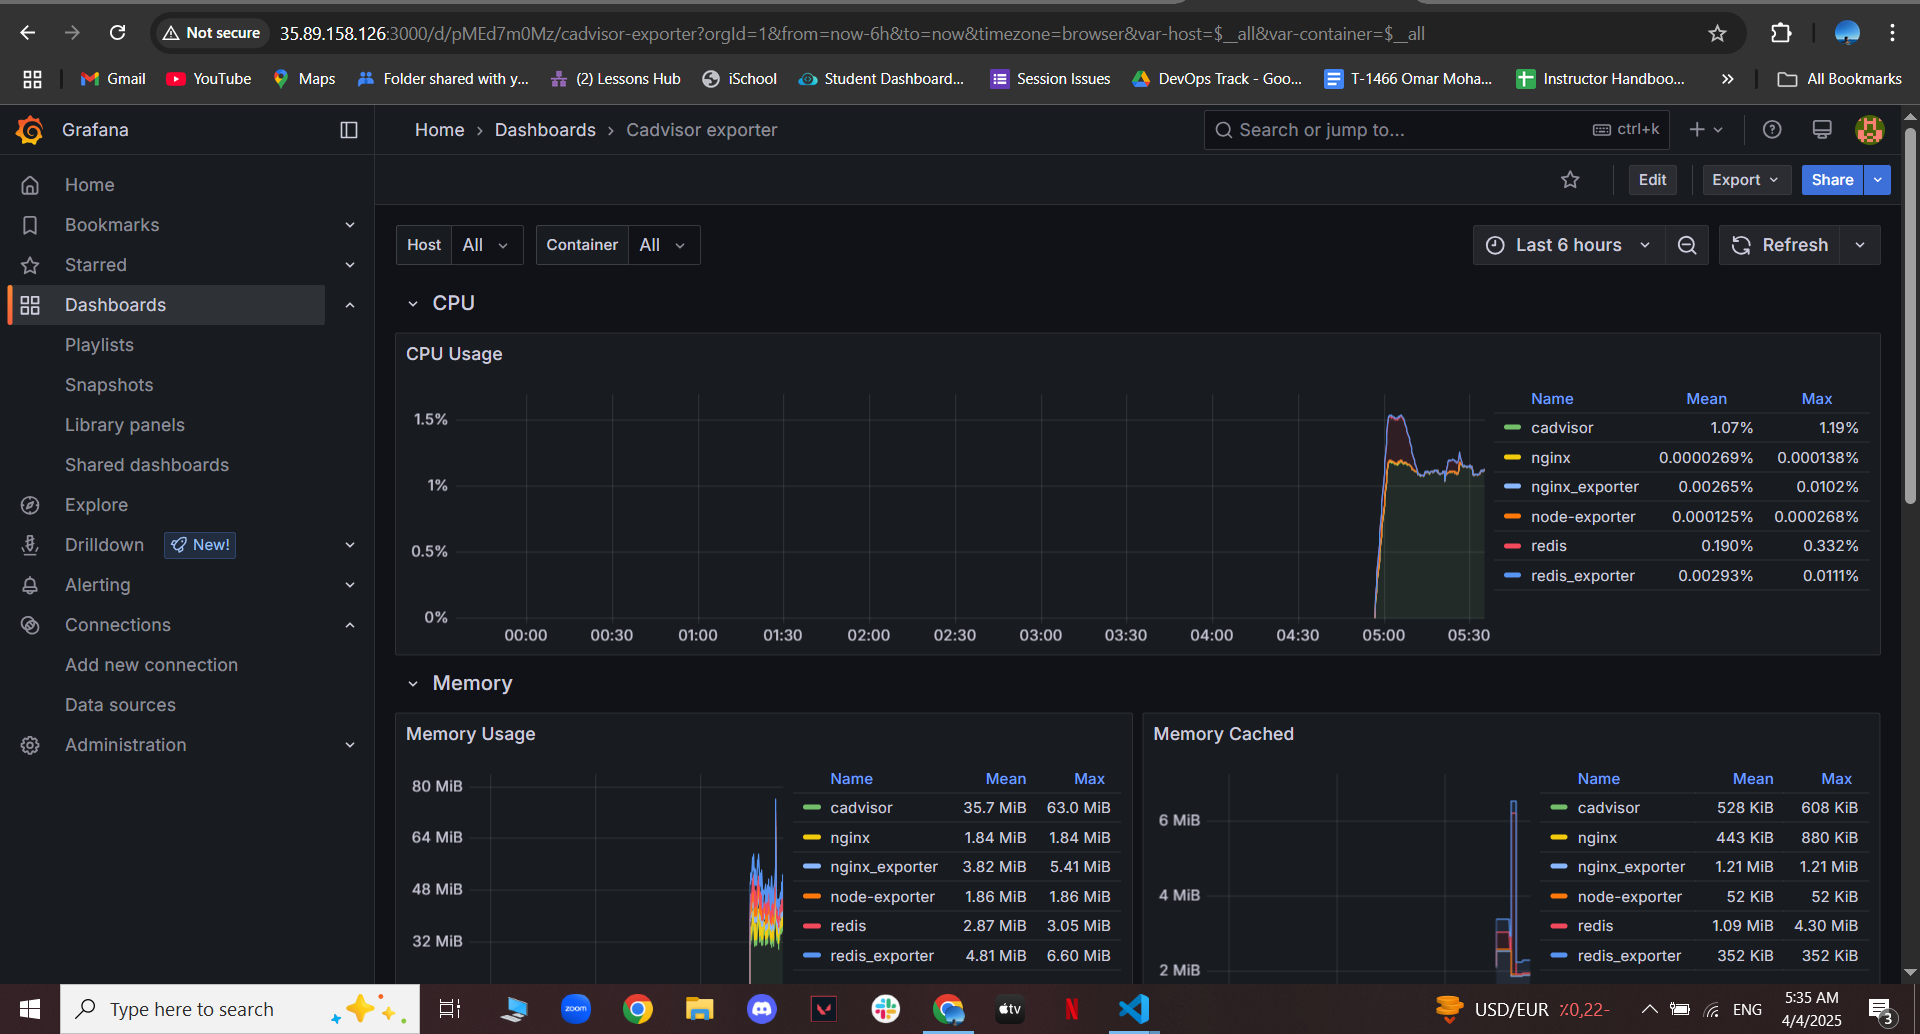 Not secure 35.89.158.126:3000/d/pMEd7m0Mz/cadvisor-exporter?orgId=1&from=now-6h&to=now&timezone=browser&var-host=$__all&var-container=$__all
Gmail YouTube Maps Folder shared with y... (2) Lessons Hub iSchool Student Dashboard... Session Issues DevOps Track - Goo... T-1466 Omar Moha... Instructor Handboo... » All Bookmarks
Grafana
Home › Dashboards › Cadvisor exporter
Search or jump to... ctrl+k
Edit Export Share
Home
Bookmarks
Starred
Dashboards
Playlists
Snapshots
Library panels
Shared dashboards
Explore
Drilldown New!
Alerting
Connections
Add new connection
Data sources
Administration
Host All Container All
Last 6 hours Refresh
CPU
CPU Usage
1.5%
1%
0.5%
0%
00:00 00:30 01:00 01:30 02:00 02:30 03:00 03:30 04:00 04:30 05:00 05:30
Name Mean Max
cadvisor 1.07% 1.19%
nginx 0.0000269% 0.000138%
nginx_exporter 0.00265% 0.0102%
node-exporter 0.000125% 0.000268%
redis 0.190% 0.332%
redis_exporter 0.00293% 0.0111%
Memory
Memory Usage
80 MiB
64 MiB
48 MiB
32 MiB
Name Mean Max
cadvisor 35.7 MiB 63.0 MiB
nginx 1.84 MiB 1.84 MiB
nginx_exporter 3.82 MiB 5.41 MiB
node-exporter 1.86 MiB 1.86 MiB
redis 2.87 MiB 3.05 MiB
redis_exporter 4.81 MiB 6.60 MiB
Memory Cached
6 MiB
4 MiB
2 MiB
Name Mean Max
cadvisor 528 KiB 608 KiB
nginx 443 KiB 880 KiB
nginx_exporter 1.21 MiB 1.21 MiB
node-exporter 52 KiB 52 KiB
redis 1.09 MiB 4.30 MiB
redis_exporter 352 KiB 352 KiB
Type here to search
zoom
tv
N
USD/EUR ٪0,22-
ENG
5:35 AM
4/4/2025
3